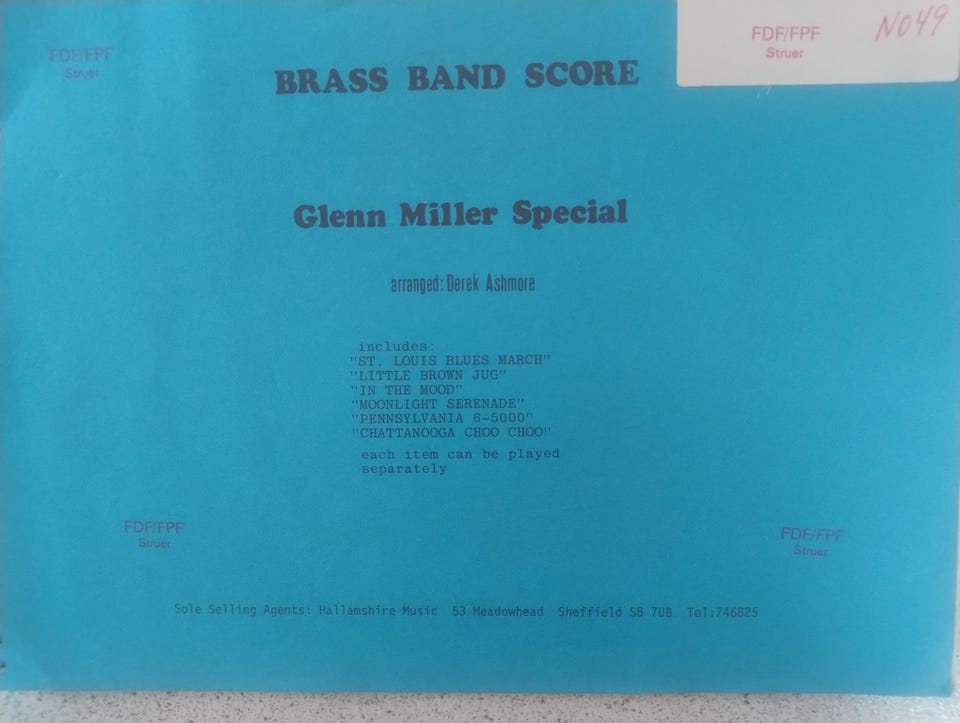 FDF/FPF
Struer
FDF/FPF
Struer
NO49
BRASS BAND SCORE
Glenn Miller Special
arranged: Derek Ashmore
includes:
"ST. LOUIS BLUES MARCH"
"LITTLE BROWN JUG"
"IN THE MOOD"
"MOONLIGHT SERENADE"
"PENNSYLVANIA 6-5000"
"CHATTANOOGA CHOO CHOO"
each item can be played
separately
FDF/FPF
Struer
FDF/FPF
Struer
Sole Selling Agents: Hallamshire Music 53 Meadowhead Sheffield S8 7UB Tel:746825